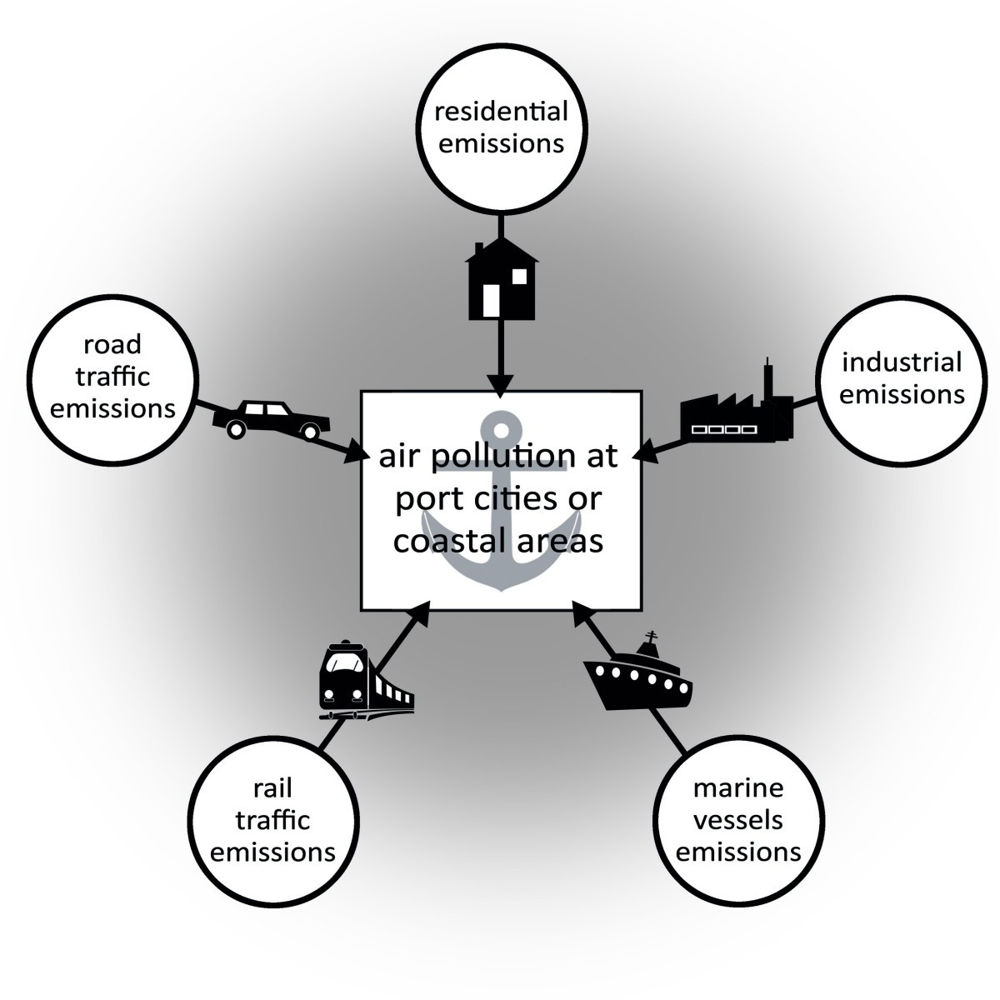 residential
emissions
road
traffic
emissions
industrial
emissions
air pollution at
port cities or
coastal areas
rail
traffic
emissions
marine
vessels
emissions